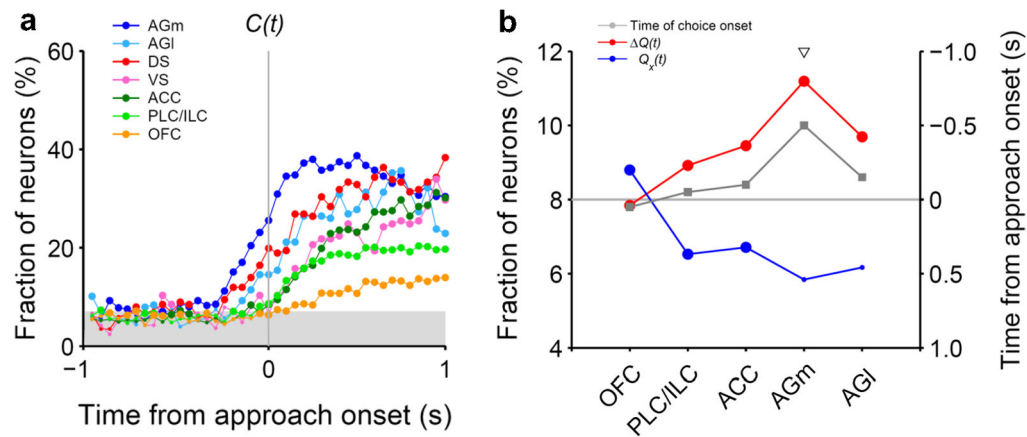 a
C(t)
AGm
AGl
DS
VS
ACC
PLC/ILC
OFC
Fraction of neurons (%)
60
40
20
0
−1
0
1
Time from approach onset (s)
b
Time of choice onset
ΔQ(t)
Qx(t)
Fraction of neurons (%)
12
10
8
6
4
−1.0
−0.5
0
0.5
1.0
Time from approach onset (s)
OFC
PLC/ILC
ACC
AGm
AGl